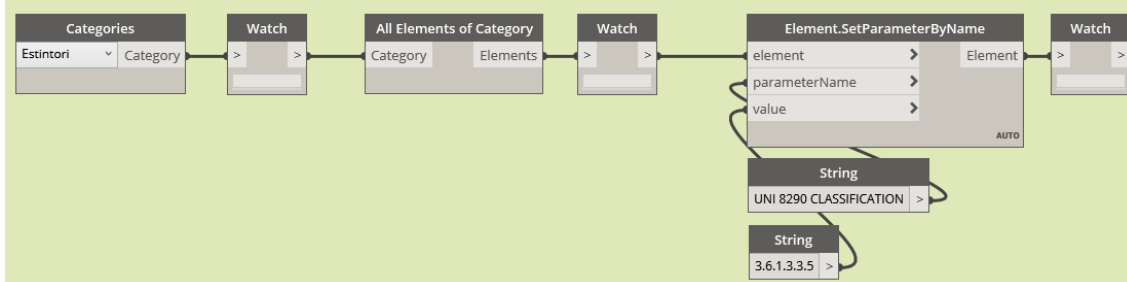 Categories
Estintori Category >
Watch
> >
All Elements of Category
Category Elements
Watch
> >
Element.SetParameterByName
element > Element
parameterName >
value >
AUTO
Watch
> >
String
UNI 8290 CLASSIFICATION >
String
3.6.1.3.3.5 >